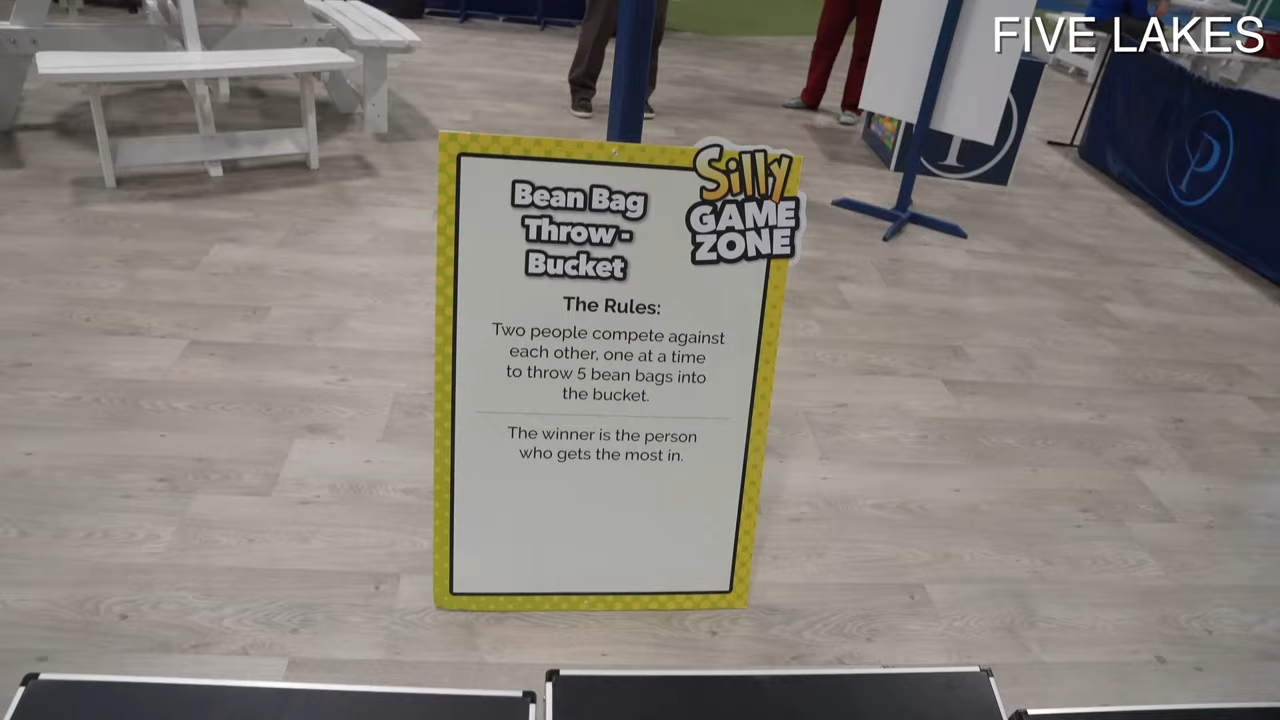 FIVE LAKES
Silly
GAME
ZONE
Bean Bag
Throw -
Bucket
The Rules:
Two people compete against
each other, one at a time
to throw 5 bean bags into
the bucket.
The winner is the person
who gets the most in.